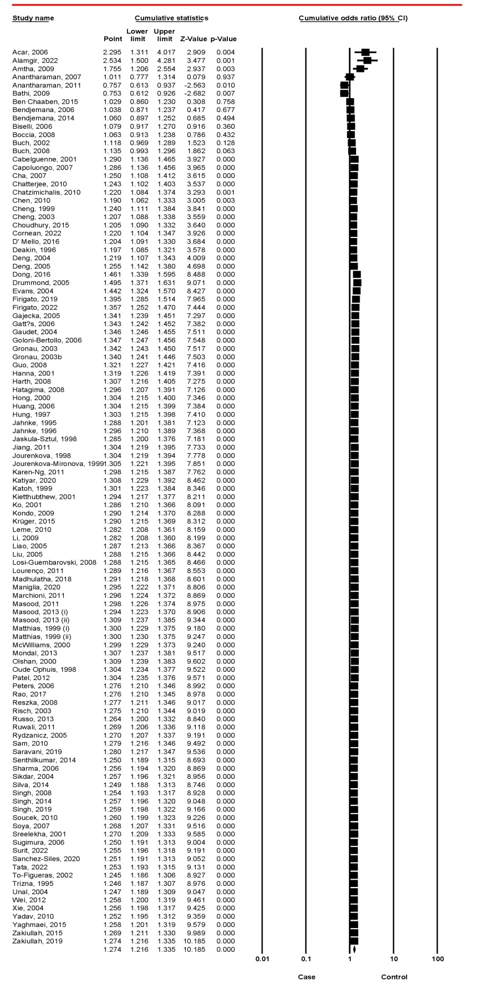 Study name Cumulative statistics Cumulative odds ratio (95% CI)
Lower Upper
Point limit limit Z-Value p-Value
Acar, 2006 2.295 1.311 4.017 2.909 0.004
Alamgir, 2022 2.534 1.500 4.281 3.477 0.001
Amtha, 2009 1.755 1.206 2.554 2.937 0.003
Anantharaman, 2007 1.011 0.777 1.314 0.079 0.937
Anantharaman, 2011 0.757 0.613 0.937 -2.563 0.010
Bathi, 2009 0.753 0.612 0.926 -2.682 0.007
Ben Chaaben, 2015 1.029 0.860 1.230 0.308 0.758
Bendjemana, 2006 1.038 0.871 1.237 0.417 0.677
Bendjemana, 2014 1.060 0.897 1.252 0.685 0.494
Biselli, 2006 1.079 0.917 1.270 0.916 0.360
Boccia, 2008 1.063 0.913 1.238 0.786 0.432
Buch, 2002 1.118 0.969 1.289 1.523 0.128
Buch, 2008 1.135 0.993 1.296 1.862 0.063
Cabelguenne, 2001 1.290 1.136 1.465 3.927 0.000
Capoluongo, 2007 1.286 1.136 1.456 3.965 0.000
Cha, 2007 1.250 1.108 1.412 3.615 0.000
Chatterjee, 2010 1.243 1.102 1.403 3.537 0.000
Chatzimichalis, 2010 1.220 1.084 1.374 3.293 0.001
Chen, 2010 1.190 1.062 1.333 3.005 0.003
Cheng, 1999 1.240 1.111 1.384 3.841 0.000
Cheng, 2003 1.207 1.088 1.338 3.559 0.000
Choudhury, 2015 1.205 1.090 1.332 3.640 0.000
Cornean, 2022 1.220 1.104 1.347 3.926 0.000
D' Mello, 2016 1.204 1.091 1.330 3.684 0.000
Deakin, 1996 1.197 1.085 1.321 3.578 0.000
Deng, 2004 1.219 1.107 1.343 4.009 0.000
Deng, 2005 1.255 1.142 1.380 4.698 0.000
Dong, 2016 1.461 1.339 1.595 8.488 0.000
Drummond, 2005 1.495 1.371 1.631 9.071 0.000
Evans, 2004 1.442 1.324 1.570 8.427 0.000
Firigato, 2019 1.395 1.285 1.514 7.965 0.000
Firigato, 2022 1.357 1.252 1.470 7.444 0.000
Gajecka, 2005 1.341 1.239 1.451 7.297 0.000
Gatt?s, 2006 1.343 1.242 1.452 7.382 0.000
Gaudet, 2004 1.346 1.246 1.455 7.511 0.000
Goloni-Bertollo, 2006 1.347 1.247 1.456 7.548 0.000
Gronau, 2003 1.342 1.243 1.450 7.517 0.000
Gronau, 2003b 1.340 1.241 1.446 7.503 0.000
Guo, 2008 1.321 1.227 1.421 7.416 0.000
Hanna, 2001 1.319 1.226 1.419 7.391 0.000
Harth, 2008 1.307 1.216 1.405 7.275 0.000
Hatagima, 2008 1.296 1.207 1.391 7.126 0.000
Hong, 2000 1.304 1.215 1.400 7.346 0.000
Huang, 2006 1.304 1.215 1.399 7.384 0.000
Hung, 1997 1.303 1.215 1.398 7.410 0.000
Jahnke, 1995 1.288 1.201 1.381 7.123 0.000
Jahnke, 1996 1.296 1.210 1.389 7.368 0.000
Jaskula-Sztul, 1998 1.285 1.200 1.376 7.181 0.000
Jiang, 2011 1.304 1.219 1.395 7.733 0.000
Jourenkova, 1998 1.304 1.219 1.394 7.778 0.000
Jourenkova-Mironova, 1999 1.305 1.221 1.395 7.851 0.000
Karen-Ng, 2011 1.298 1.215 1.387 7.762 0.000
Katiyar, 2020 1.308 1.229 1.392 8.462 0.000
Katoh, 1999 1.301 1.223 1.384 8.346 0.000
Kietthubthew, 2001 1.294 1.217 1.377 8.211 0.000
Ko, 2001 1.286 1.210 1.366 8.091 0.000
Kondo, 2009 1.290 1.214 1.370 8.288 0.000
Krüger, 2015 1.290 1.215 1.369 8.312 0.000
Leme, 2010 1.282 1.208 1.361 8.159 0.000
Li, 2009 1.282 1.208 1.360 8.199 0.000
Liao, 2005 1.287 1.213 1.366 8.367 0.000
Liu, 2005 1.288 1.215 1.366 8.442 0.000
Losi-Guembarovski, 2008 1.288 1.215 1.365 8.466 0.000
Lourenço, 2011 1.289 1.216 1.367 8.553 0.000
Madhulatha, 2018 1.291 1.218 1.368 8.601 0.000
Maniglia, 2020 1.295 1.222 1.371 8.806 0.000
Marchioni, 2011 1.296 1.224 1.372 8.869 0.000
Masood, 2011 1.298 1.226 1.374 8.975 0.000
Masood, 2013 (i) 1.294 1.223 1.370 8.906 0.000
Masood, 2013 (ii) 1.309 1.237 1.385 9.344 0.000
Matthias, 1999 (i) 1.300 1.229 1.375 9.180 0.000
Matthias, 1999 (ii) 1.300 1.230 1.375 9.247 0.000
McWilliams, 2000 1.299 1.229 1.373 9.240 0.000
Mondal, 2013 1.307 1.237 1.381 9.517 0.000
Olshan, 2000 1.309 1.239 1.383 9.602 0.000
Oude Ophuis, 1998 1.304 1.234 1.377 9.522 0.000
Patel, 2012 1.304 1.235 1.376 9.571 0.000
Peters, 2006 1.276 1.210 1.346 8.992 0.000
Rao, 2017 1.276 1.210 1.345 8.978 0.000
Reszka, 2008 1.277 1.211 1.346 9.017 0.000
Risch, 2003 1.275 1.210 1.344 9.019 0.000
Russo, 2013 1.264 1.200 1.332 8.840 0.000
Ruwali, 2011 1.269 1.206 1.336 9.118 0.000
Rydzanicz, 2005 1.270 1.207 1.337 9.191 0.000
Sam, 2010 1.279 1.216 1.346 9.492 0.000
Saravani, 2019 1.280 1.217 1.347 9.536 0.000
Senthilkumar, 2014 1.250 1.189 1.315 8.693 0.000
Sharma, 2006 1.256 1.194 1.320 8.869 0.000
Sikdar, 2004 1.257 1.196 1.321 8.956 0.000
Silva, 2014 1.249 1.188 1.313 8.746 0.000
Singh, 2008 1.254 1.193 1.317 8.928 0.000
Singh, 2014 1.257 1.196 1.320 9.048 0.000
Singh, 2019 1.259 1.198 1.322 9.166 0.000
Soucek, 2010 1.260 1.199 1.323 9.226 0.000
Soya, 2007 1.268 1.207 1.331 9.516 0.000
Sreelekha, 2001 1.270 1.209 1.333 9.585 0.000
Sugimura, 2006 1.250 1.191 1.313 9.004 0.000
Surit, 2022 1.255 1.196 1.318 9.191 0.000
Sanchez-Siles, 2020 1.251 1.191 1.313 9.052 0.000
Tata, 2022 1.253 1.193 1.315 9.131 0.000
To-Figueras, 2002 1.245 1.186 1.306 8.927 0.000
Trizna, 1995 1.246 1.187 1.307 8.976 0.000
Unal, 2004 1.247 1.189 1.309 9.047 0.000
Wei, 2012 1.258 1.200 1.319 9.461 0.000
Xie, 2004 1.256 1.198 1.317 9.425 0.000
Yadav, 2010 1.252 1.195 1.312 9.359 0.000
Yaghmaei, 2015 1.258 1.201 1.319 9.579 0.000
Zakiullah, 2015 1.269 1.211 1.330 9.989 0.000
Zakiullah, 2019 1.274 1.216 1.335 10.185 0.000
1.274 1.216 1.335 10.185 0.000
0.01 0.1 1 10 100
Case Control